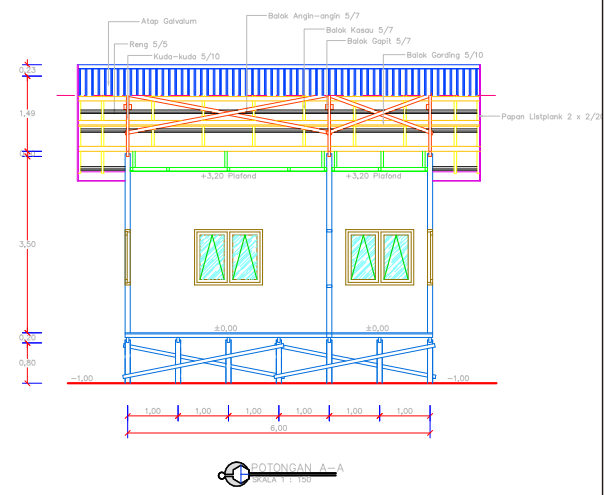 Balok Angin-angin 5/7
Atap Galvalum
Balok Kasau 5/7
Reng 5/5
Balok Gapit 5/7
Kuda-kuda 5/10
Balok Gording 5/10
0,23
1,49
Papan Listplank 2 x 2/20
+3,20 Plafond
+3,20 Plafond
3,50
±0,00
±0,00
0,20
0,80
-1,00
-1,00
1,00
1,00
1,00
1,00
1,00
1,00
6,00
POTONGAN A-A
SKALA 1 : 150